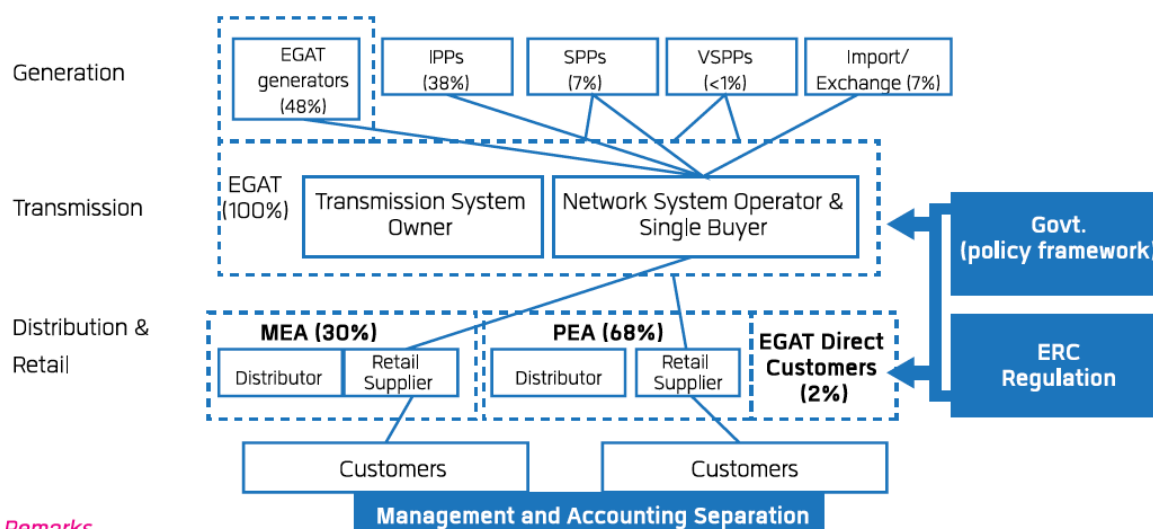 Generation
EGAT
generators
(48%)
IPPs
(38%)
SPPs
(7%)
VSPPs
(<1%)
Import/
Exchange (7%)
Transmission
EGAT
(100%)
Transmission System
Owner
Network System Operator &
Single Buyer
Govt.
(policy framework)
Distribution &
Retail
MEA (30%)
Distributor
Retail
Supplier
PEA (68%)
Distributor
Retail
Supplier
EGAT Direct
Customers
(2%)
ERC
Regulation
Customers
Customers
Management and Accounting Separation
Remarks